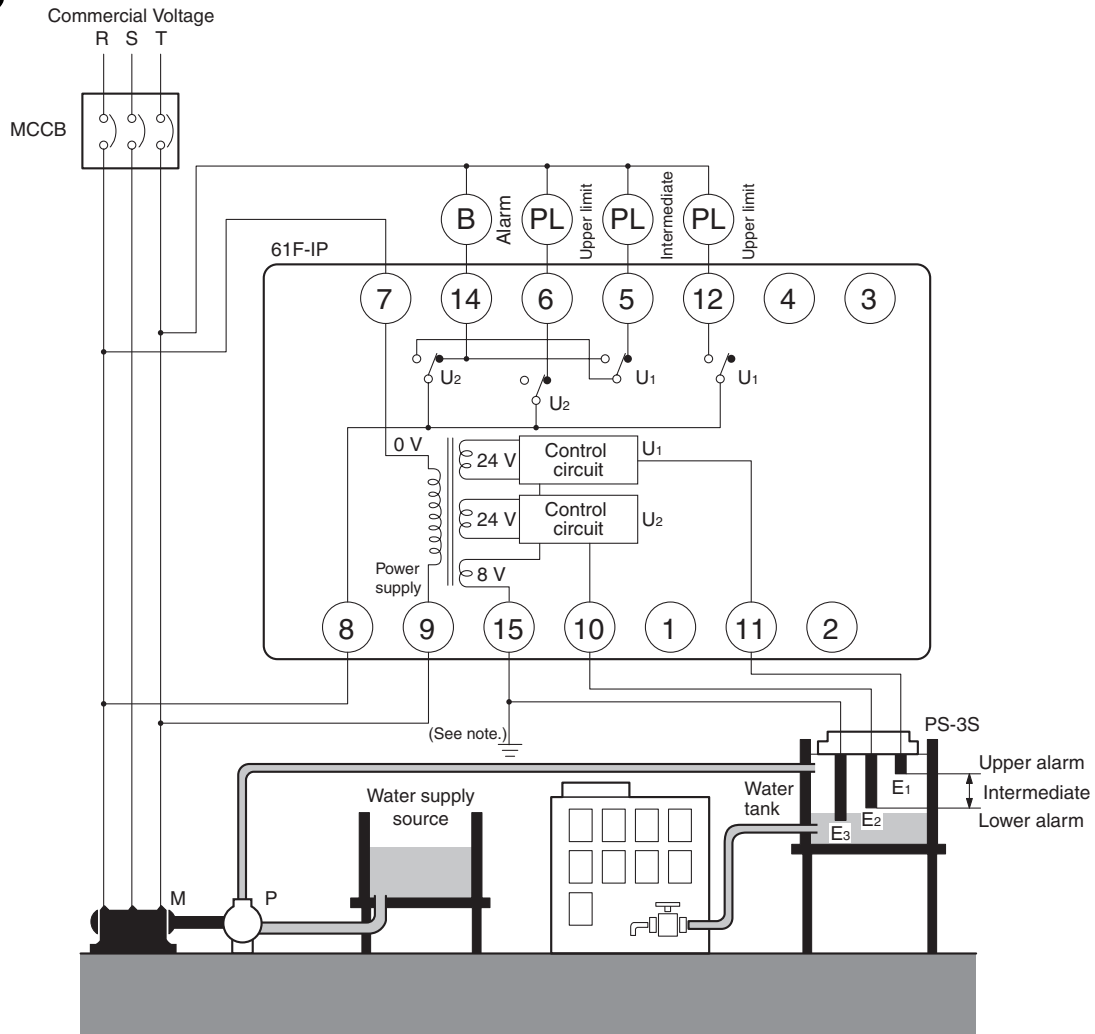 Commercial Voltage
R S T
MCCB
61F-IP
B
Alarm
PL
Upper limit
PL
Intermediate
PL
Upper limit
7
14
6
5
12
4
3
U2
U1
U1
U2
0 V
24 V
Control
circuit
U1
24 V
Control
circuit
U2
8 V
Power
supply
8
9
15
10
1
11
2
(See note.)
PS-3S
Upper alarm
Intermediate
Lower alarm
E1
E2
E3
Water
tank
Water supply
source
M
P